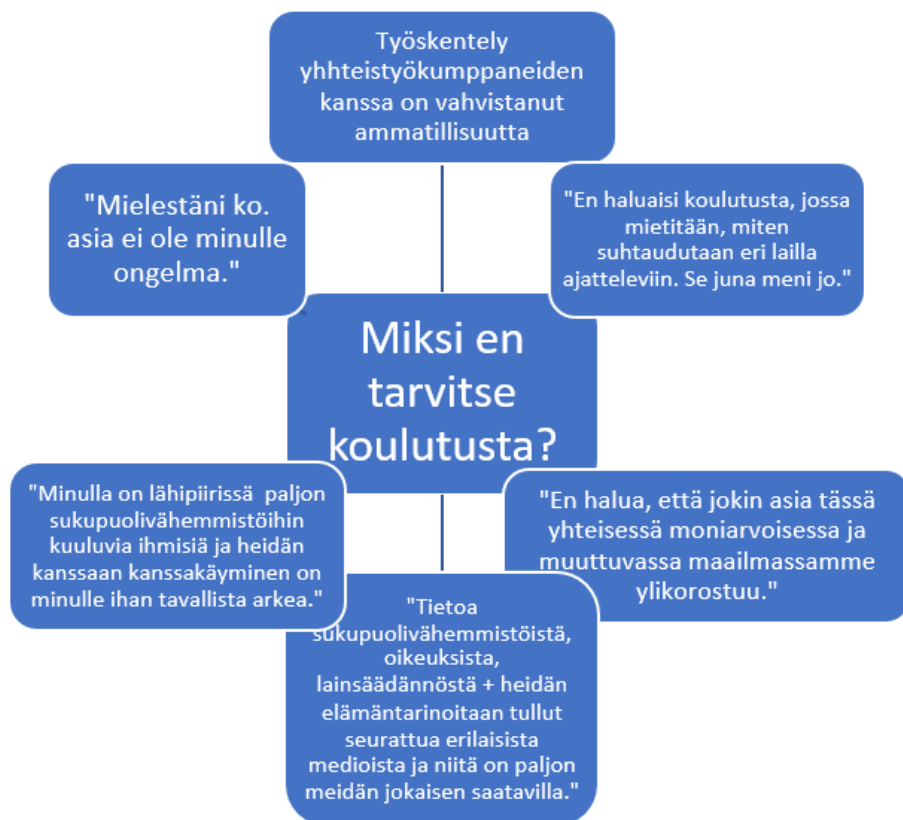 Työskentely
yhhteistyökumppaneiden
kanssa on vahvistanut
ammatillisuutta
"Mielestäni ko.
asia ei ole minulle
ongelma."
"En haluaisi koulutusta, jossa
mietitään, miten
suhtaudutaan eri lailla
ajatteleviin. Se juna meni jo."
Miksi en
tarvitse
koulutusta?
"Minulla on lähipiirissä paljon
sukupuolivähemmistöihin
kuuluvia ihmisiä ja heidän
kanssaan kanssakäyminen on
minulle ihan tavallista arkea."
"En halua, että jokin asia tässä
yhteisessä moniarvoisessa ja
muuttuvassa maailmassamme
ylikorostuu."
"Tietoa
sukupuolivähemmistöistä,
oikeuksista,
lainsäädännöstä + heidän
elämäntarinoitaan tullut
seurattua erilaisista
medioista ja niitä on paljon
meidän jokaisen saatavilla."